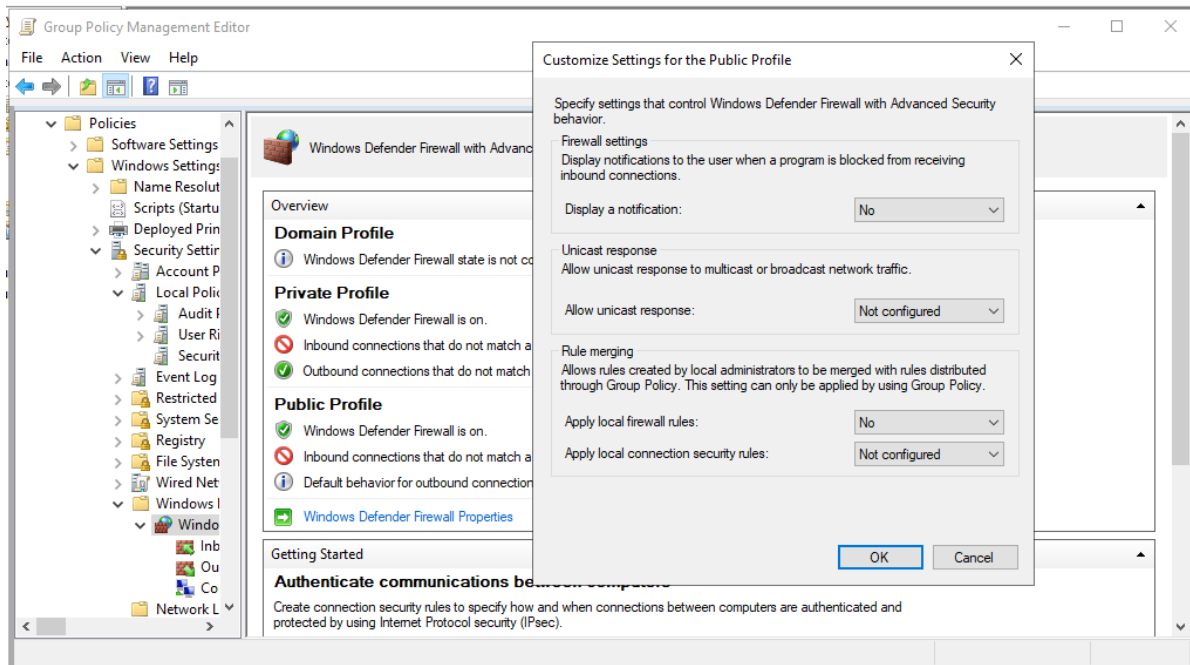 Group Policy Management Editor
File Action View Help
Policies
Software Settings
Windows Settings
Name Resolut
Scripts (Startu
Deployed Prin
Security Settin
Account P
Local Polic
Audit P
User Ri
Securit
Event Log
Restricted
System Se
Registry
File System
Wired Net
Windows
Windo
Inb
Ou
Co
Network L
Windows Defender Firewall with Advanc
Overview
Domain Profile
Windows Defender Firewall state is not co
Private Profile
Windows Defender Firewall is on.
Inbound connections that do not match a
Outbound connections that do not match
Public Profile
Windows Defender Firewall is on.
Inbound connections that do not match a
Default behavior for outbound connection
Windows Defender Firewall Properties
Getting Started
Authenticate communications between computers
Create connection security rules to specify how and when connections between computers are authenticated and
protected by using Internet Protocol security (IPsec).
Customize Settings for the Public Profile
Specify settings that control Windows Defender Firewall with Advanced Security
behavior.
Firewall settings
Display notifications to the user when a program is blocked from receiving
inbound connections.
Display a notification: No
Unicast response
Allow unicast response to multicast or broadcast network traffic.
Allow unicast response: Not configured
Rule merging
Allows rules created by local administrators to be merged with rules distributed
through Group Policy. This setting can only be applied by using Group Policy.
Apply local firewall rules: No
Apply local connection security rules: Not configured
OK Cancel